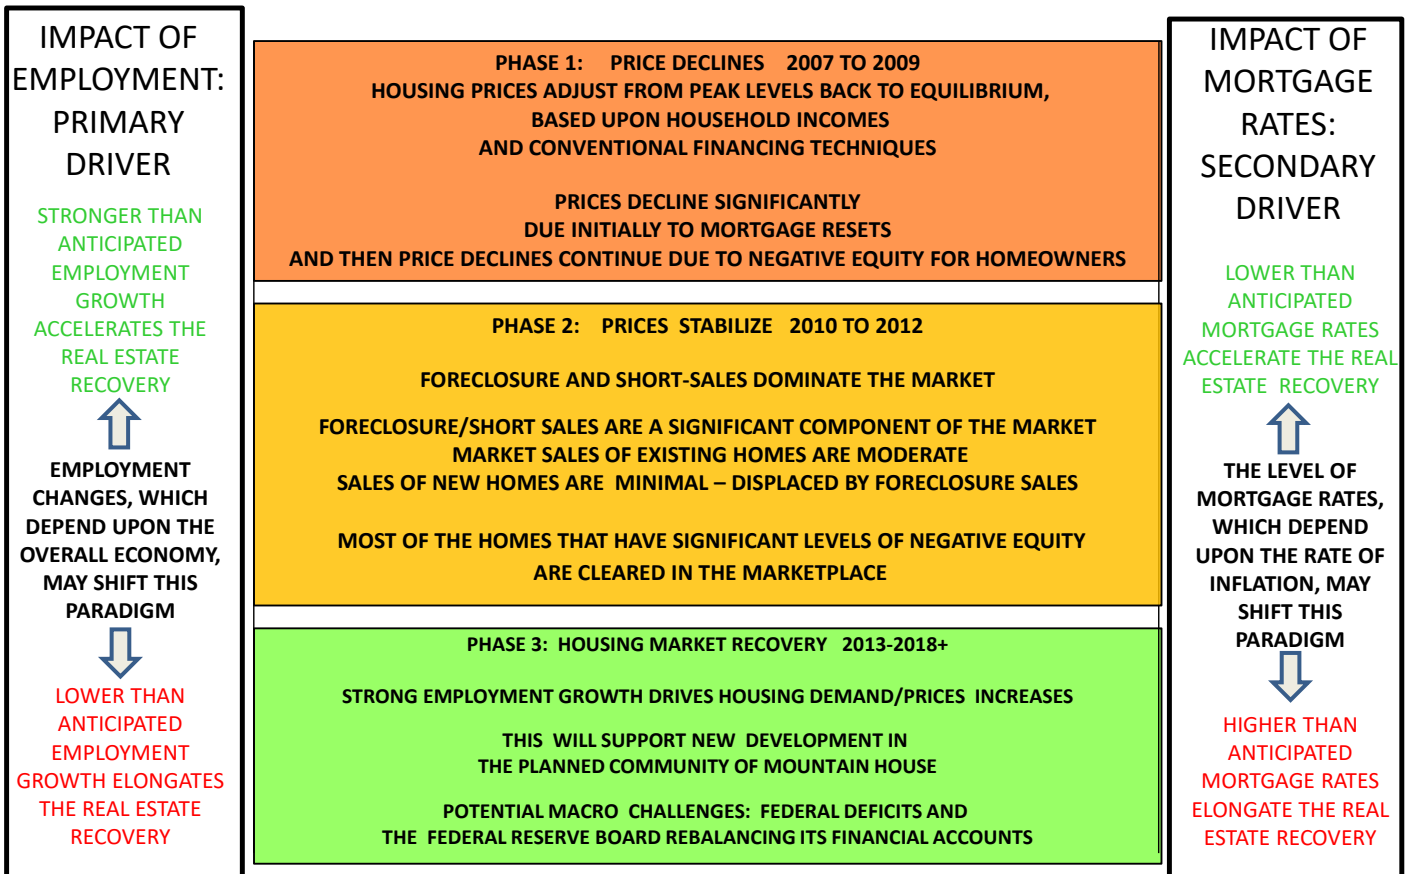 IMPACT OF
EMPLOYMENT:
PRIMARY
DRIVER
STRONGER THAN
ANTICIPATED
EMPLOYMENT
GROWTH
ACCELERATES THE
REAL ESTATE
RECOVERY
EMPLOYMENT
CHANGES, WHICH
DEPEND UPON THE
OVERALL ECONOMY,
MAY SHIFT THIS
PARADIGM
LOWER THAN
ANTICIPATED
EMPLOYMENT
GROWTH ELONGATES
THE REAL ESTATE
RECOVERY
PHASE 1: PRICE DECLINES 2007 TO 2009
HOUSING PRICES ADJUST FROM PEAK LEVELS BACK TO EQUILIBRIUM,
BASED UPON HOUSEHOLD INCOMES
AND CONVENTIONAL FINANCING TECHNIQUES
PRICES DECLINE SIGNIFICANTLY
DUE INITIALLY TO MORTGAGE RESETS
AND THEN PRICE DECLINES CONTINUE DUE TO NEGATIVE EQUITY FOR HOMEOWNERS
PHASE 2: PRICES STABILIZE 2010 TO 2012
FORECLOSURE AND SHORT-SALES DOMINATE THE MARKET
FORECLOSURE/SHORT SALES ARE A SIGNIFICANT COMPONENT OF THE MARKET
MARKET SALES OF EXISTING HOMES ARE MODERATE
SALES OF NEW HOMES ARE MINIMAL – DISPLACED BY FORECLOSURE SALES
MOST OF THE HOMES THAT HAVE SIGNIFICANT LEVELS OF NEGATIVE EQUITY
ARE CLEARED IN THE MARKETPLACE
PHASE 3: HOUSING MARKET RECOVERY 2013-2018+
STRONG EMPLOYMENT GROWTH DRIVES HOUSING DEMAND/PRICES INCREASES
THIS WILL SUPPORT NEW DEVELOPMENT IN
THE PLANNED COMMUNITY OF MOUNTAIN HOUSE
POTENTIAL MACRO CHALLENGES: FEDERAL DEFICITS AND
THE FEDERAL RESERVE BOARD REBALANCING ITS FINANCIAL ACCOUNTS
IMPACT OF
MORTGAGE
RATES:
SECONDARY
DRIVER
LOWER THAN
ANTICIPATED
MORTGAGE RATES
ACCELERATE THE REAL
ESTATE RECOVERY
THE LEVEL OF
MORTGAGE RATES,
WHICH DEPEND
UPON THE RATE OF
INFLATION, MAY
SHIFT THIS
PARADIGM
HIGHER THAN
ANTICIPATED
MORTGAGE RATES
ELONGATE THE REAL
ESTATE RECOVERY